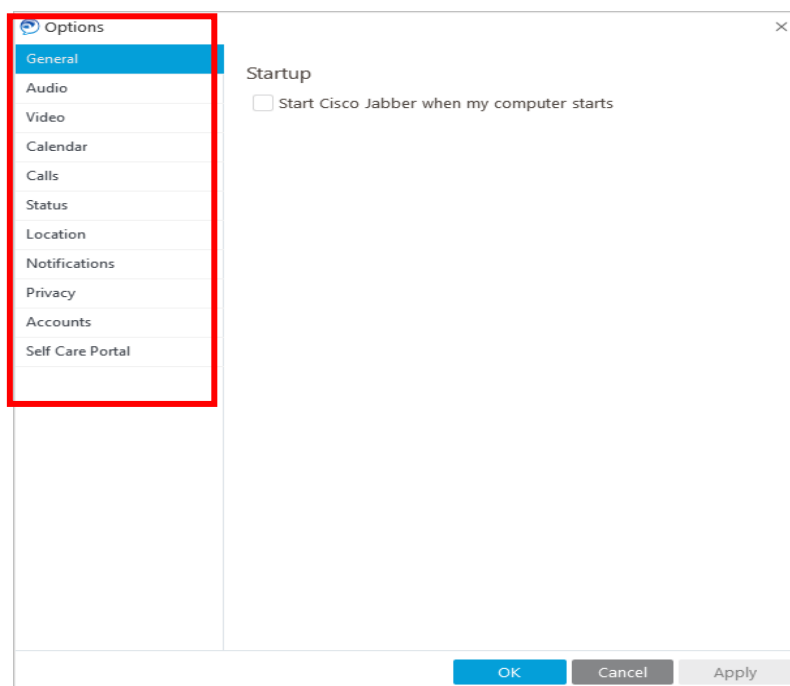 Options
General
Audio
Video
Calendar
Calls
Status
Location
Notifications
Privacy
Accounts
Self Care Portal
Startup
Start Cisco Jabber when my computer starts
OK
Cancel
Apply